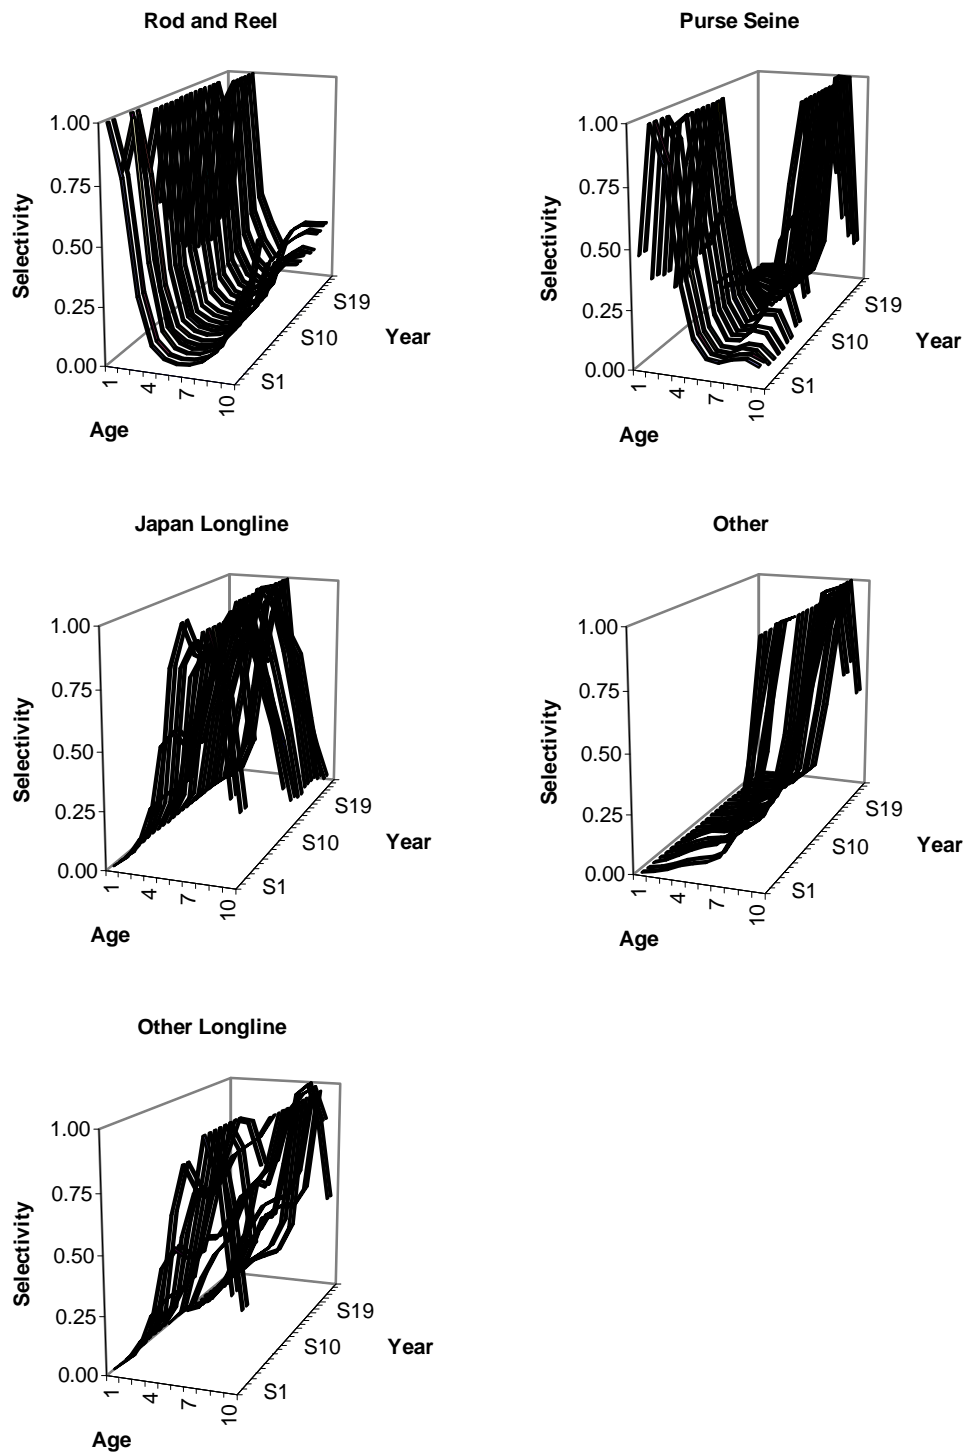 Rod and Reel
1.00
0.75
0.50
0.25
0.00
Selectivity
1
4
7
10
Age
S1
S10
S19
Year
Purse Seine
1.00
0.75
0.50
0.25
0.00
Selectivity
1
4
7
10
Age
S1
S10
S19
Year
Japan Longline
1.00
0.75
0.50
0.25
0.00
Selectivity
1
4
7
10
Age
S1
S10
S19
Year
Other
1.00
0.75
0.50
0.25
0.00
Selectivity
1
4
7
10
Age
S1
S10
S19
Year
Other Longline
1.00
0.75
0.50
0.25
0.00
Selectivity
1
4
7
10
Age
S1
S10
S19
Year